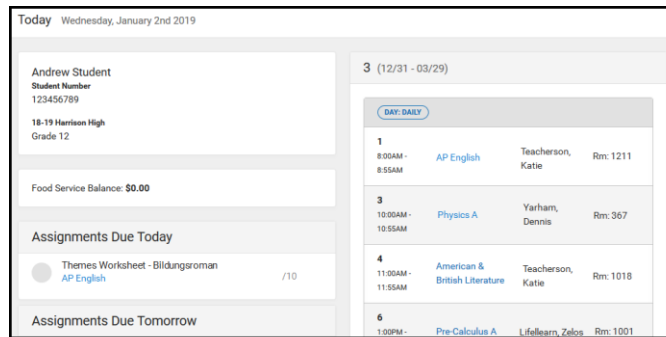 Today Wednesday, January 2nd 2019
Andrew Student
Student Number
123456789
18-19 Harrison High
Grade 12
Food Service Balance: $0.00
Assignments Due Today
Themes Worksheet - Bildungsroman
AP English
/10
Assignments Due Tomorrow
3 (12/31 - 03/29)
DAY: DAILY
1
8:00AM -
8:55AM
AP English
Teacherson,
Katie
Rm: 1211
3
10:00AM -
10:55AM
Physics A
Yarham,
Dennis
Rm: 367
4
11:00AM -
11:55AM
American &
British Literature
Teacherson,
Katie
Rm: 1018
6
1:00PM -
Pre-Calculus A
Lifellearn, Zelos
Rm: 1001